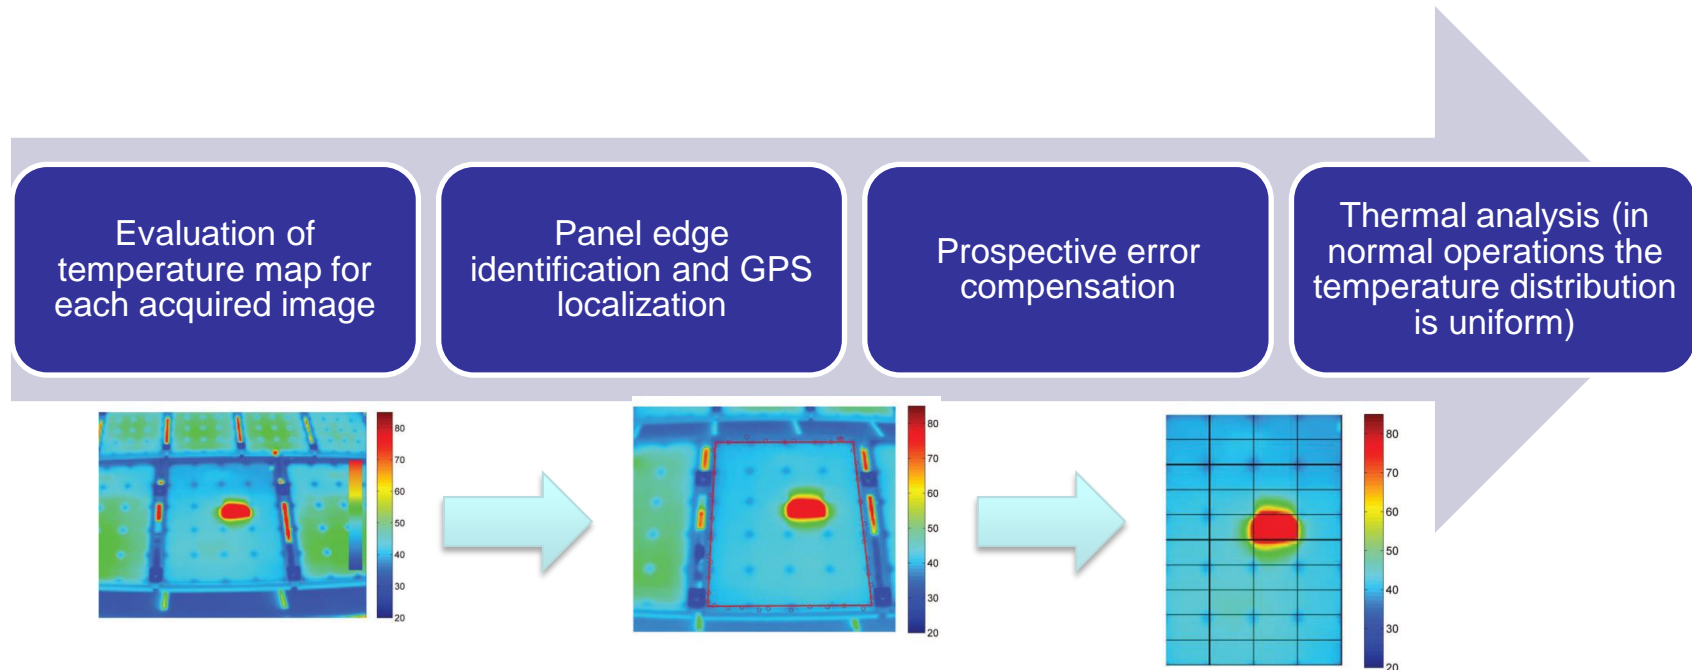 Evaluation of
temperature map for
each acquired image
Panel edge
identification and GPS
localization
Prospective error
compensation
Thermal analysis (in
normal operations the
temperature distribution
is uniform)
80
70
60
50
40
30
20
80
70
60
50
40
30
20
80
70
60
50
40
30
20